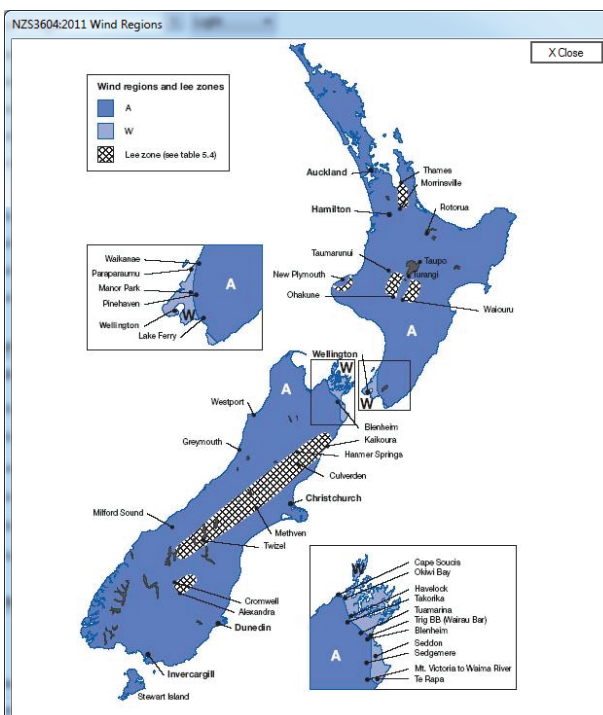 NZS3604:2011 Wind Regions
X Close
Wind regions and lee zones
A
W
Lee zone (see table 5.4)
Auckland
Thames
Morrinsville
Hamilton
Rotorua
Taumarunui
Taupo
Turangi
New Plymouth
Ohakune
Waiouru
A
Waikanae
Paraparaumu
Manor Park
Pinehaven
Wellington
Lake Ferry
A
W
Wellington
W
W
A
Westport
Blenheim
Kaikoura
Greymouth
Hanmer Springs
Culverden
Christchurch
Milford Sound
Methven
Twizel
Cromwell
Alexandra
Dunedin
Invercargill
Stewart Island
W
Cape Soucis
Okiwi Bay
Havelock
Takorika
Tuamarina
Trig BB (Wairau Bar)
Blenheim
A
Seddon
Sedgemere
Mt. Victoria to Waima River
Te Rapa